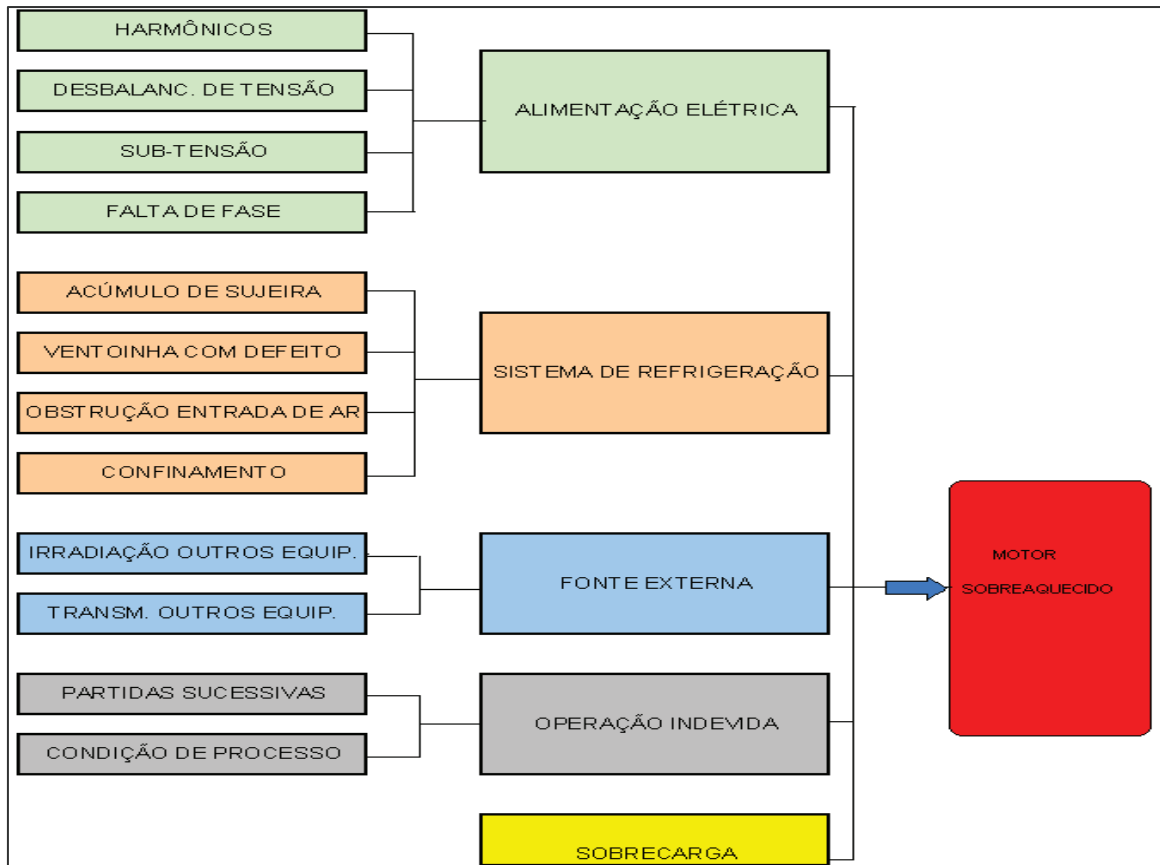 HARMÔNICOS
DESBALANC. DE TENSÃO
SUB-TENSÃO
FALTA DE FASE
ALIMENTAÇÃO ELÉTRICA
ACÚMULO DE SUJEIRA
VENTOINHA COM DEFEITO
OBSTRUÇÃO ENTRADA DE AR
CONFINAMENTO
SISTEMA DE REFRIGERAÇÃO
IRRADIAÇÃO OUTROS EQUIP.
TRANSM. OUTROS EQUIP.
FONTE EXTERNA
PARTIDAS SUCESSIVAS
CONDIÇÃO DE PROCESSO
OPERAÇÃO INDEVIDA
SOBRECARGA
MOTOR
SOBREAQUECIDO